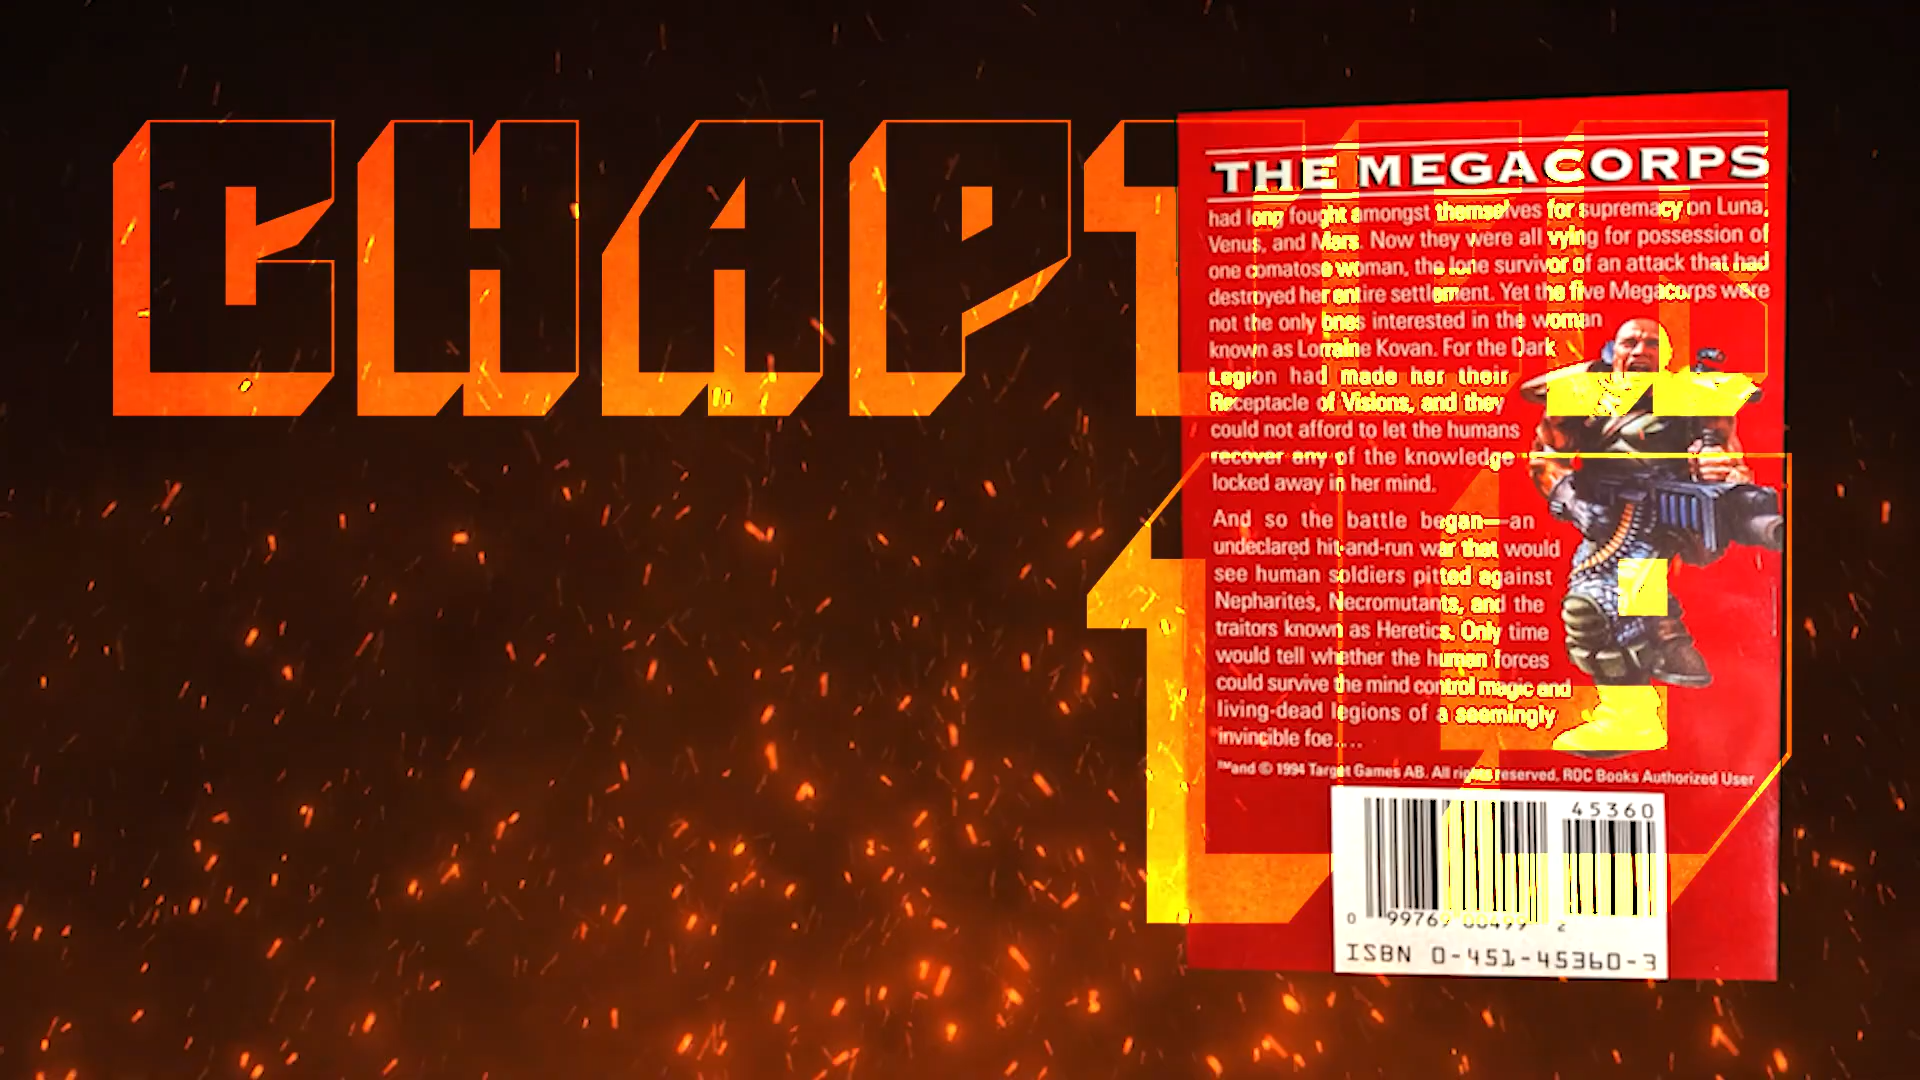 CHAPTER
12
THE MEGACORPS
had long fought amongst themselves for supremacy on Luna,
Venus, and Mars. Now they were all vying for possession of
one comatose woman, the lone survivor of an attack that had
destroyed her entire settlement. Yet the five Megacorps were
not the only ones interested in the woman
known as Lorraine Kovan. For the Dark
Legion had made her their
Receptacle of Visions, and they
could not afford to let the humans
recover any of the knowledge
locked away in her mind.
And so the battle began—an
undeclared hit-and-run war that would
see human soldiers pitted against
Nepharites, Necromutants, and the
traitors known as Heretics. Only time
would tell whether the human forces
could survive the mind control magic and
living-dead legions of a seemingly
invincible foe....
™and © 1994 Target Games AB. All rights reserved, ROC Books Authorized User
45360
0 99769 00499 2
ISBN 0-451-45360-3